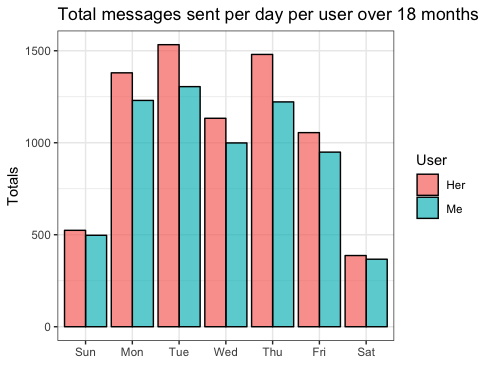 Total messages sent per day per user over 18 months
1500
1000
500
0
Totals
Sun Mon Tue Wed Thu Fri Sat
User
Her
Me